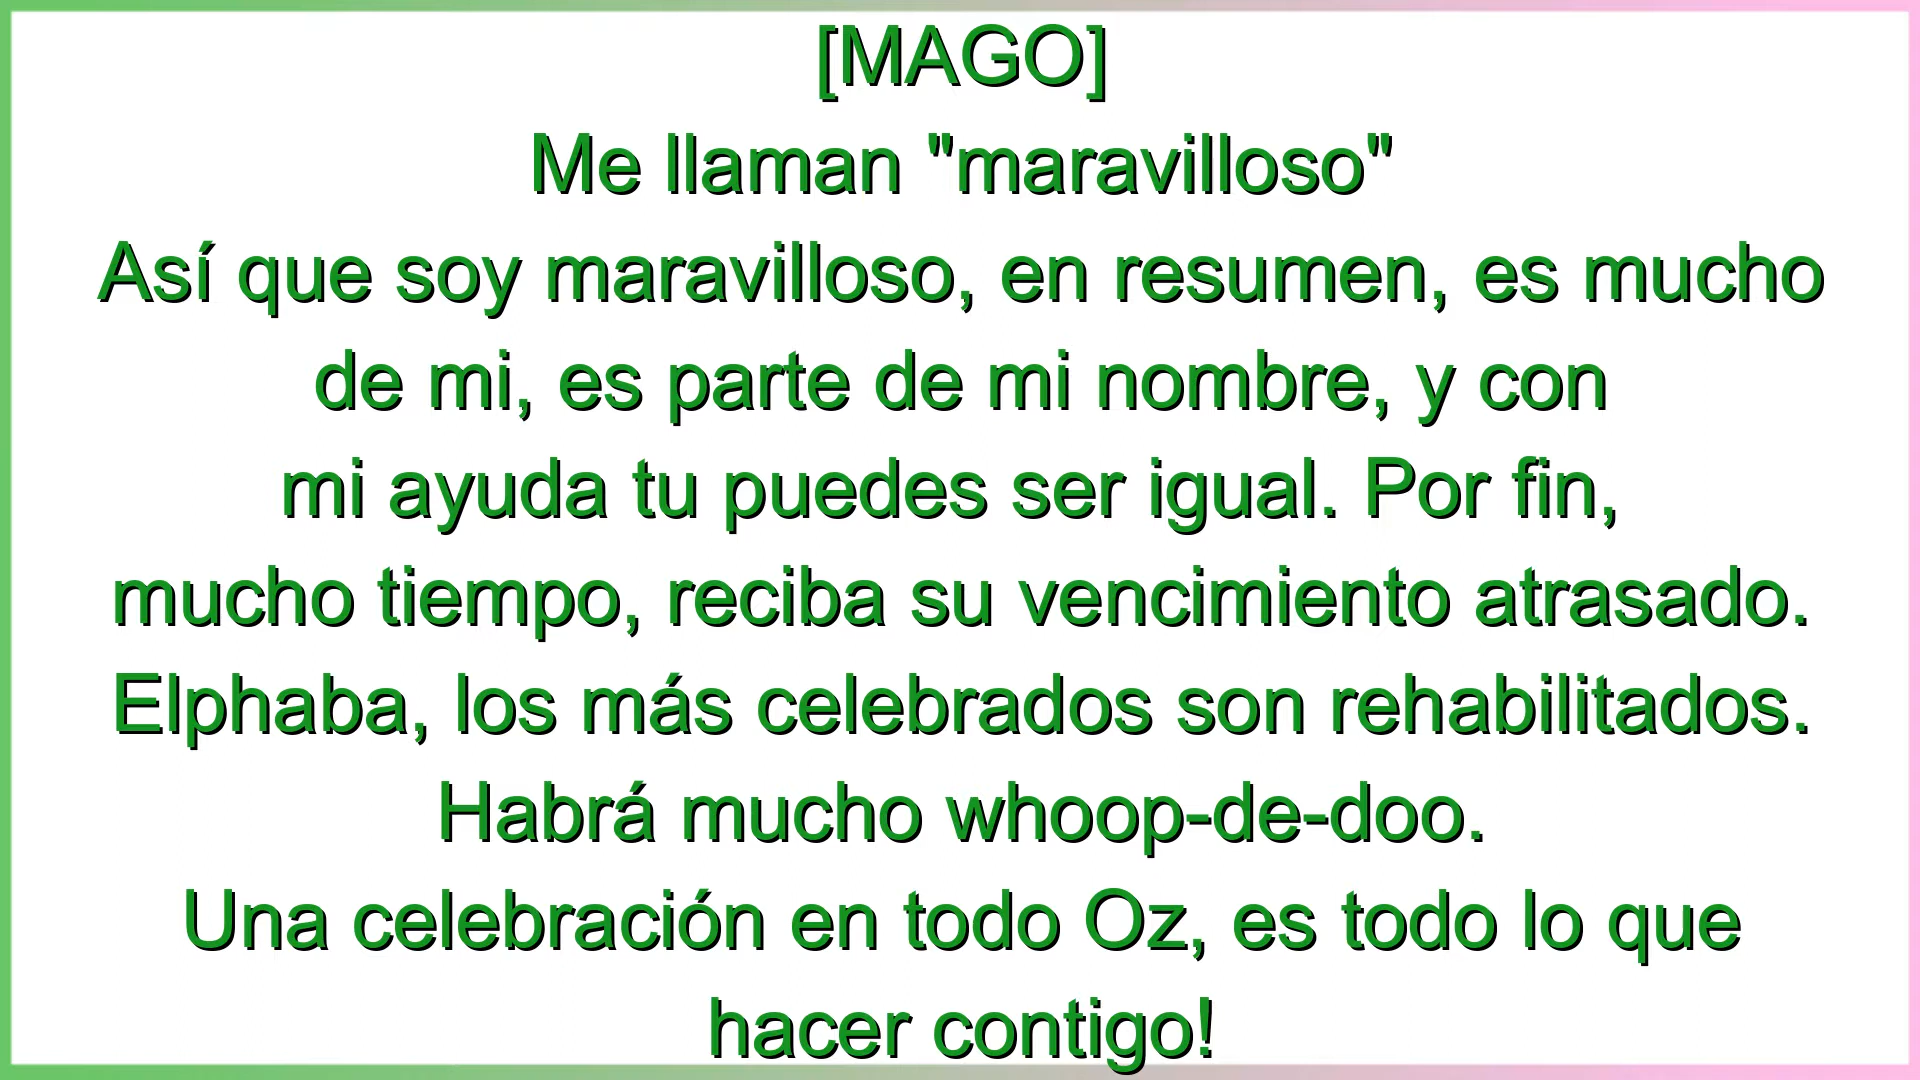 [MAGO]
Me llaman "maravilloso"
Así que soy maravilloso, en resumen, es mucho
de mi, es parte de mi nombre, y con
mi ayuda tu puedes ser igual. Por fin,
mucho tiempo, reciba su vencimiento atrasado.
Elphaba, los más celebrados son rehabilitados.
Habrá mucho whoop-de-doo.
Una celebración en todo Oz, es todo lo que
hacer contigo!